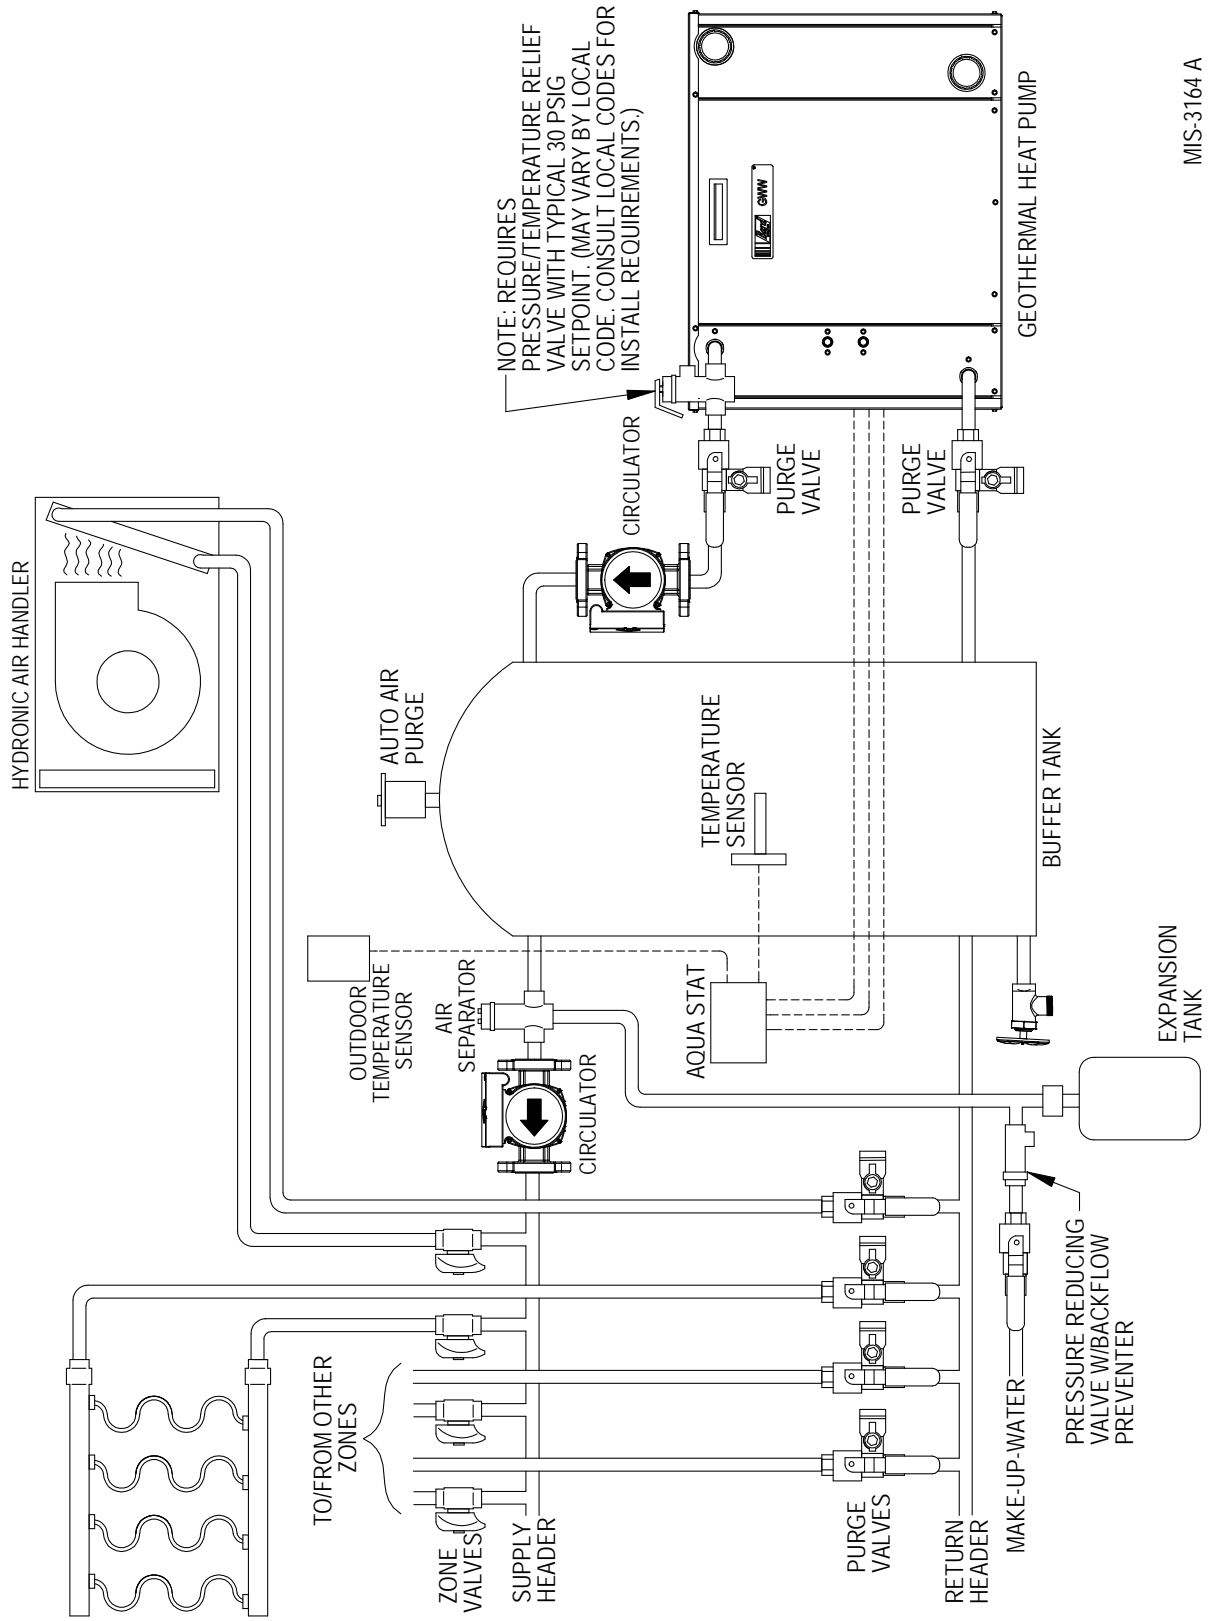 HYDRONIC AIR HANDLER
NOTE: REQUIRES
PRESSURE/TEMPERATURE RELIEF
VALVE WITH TYPICAL 30 PSIG
SETPOINT. (MAY VARY BY LOCAL
CODE. CONSULT LOCAL CODES FOR
INSTALL REQUIREMENTS.)
TO/FROM OTHER
ZONES
OUTDOOR
TEMPERATURE
SENSOR
AUTO AIR
PURGE
AIR
SEPARATOR
CIRCULATOR
CIRCULATOR
ZONE
VALVES
SUPPLY
HEADER
AQUA STAT
TEMPERATURE
SENSOR
PURGE
VALVE
PURGE
VALVE
GWW
GEOTHERMAL HEAT PUMP
PURGE
VALVES
RETURN
HEADER
MAKE-UP-WATER
PRESSURE REDUCING
VALVE W/BACKFLOW
PREVENTER
BUFFER TANK
EXPANSION
TANK
MIS-3164 A